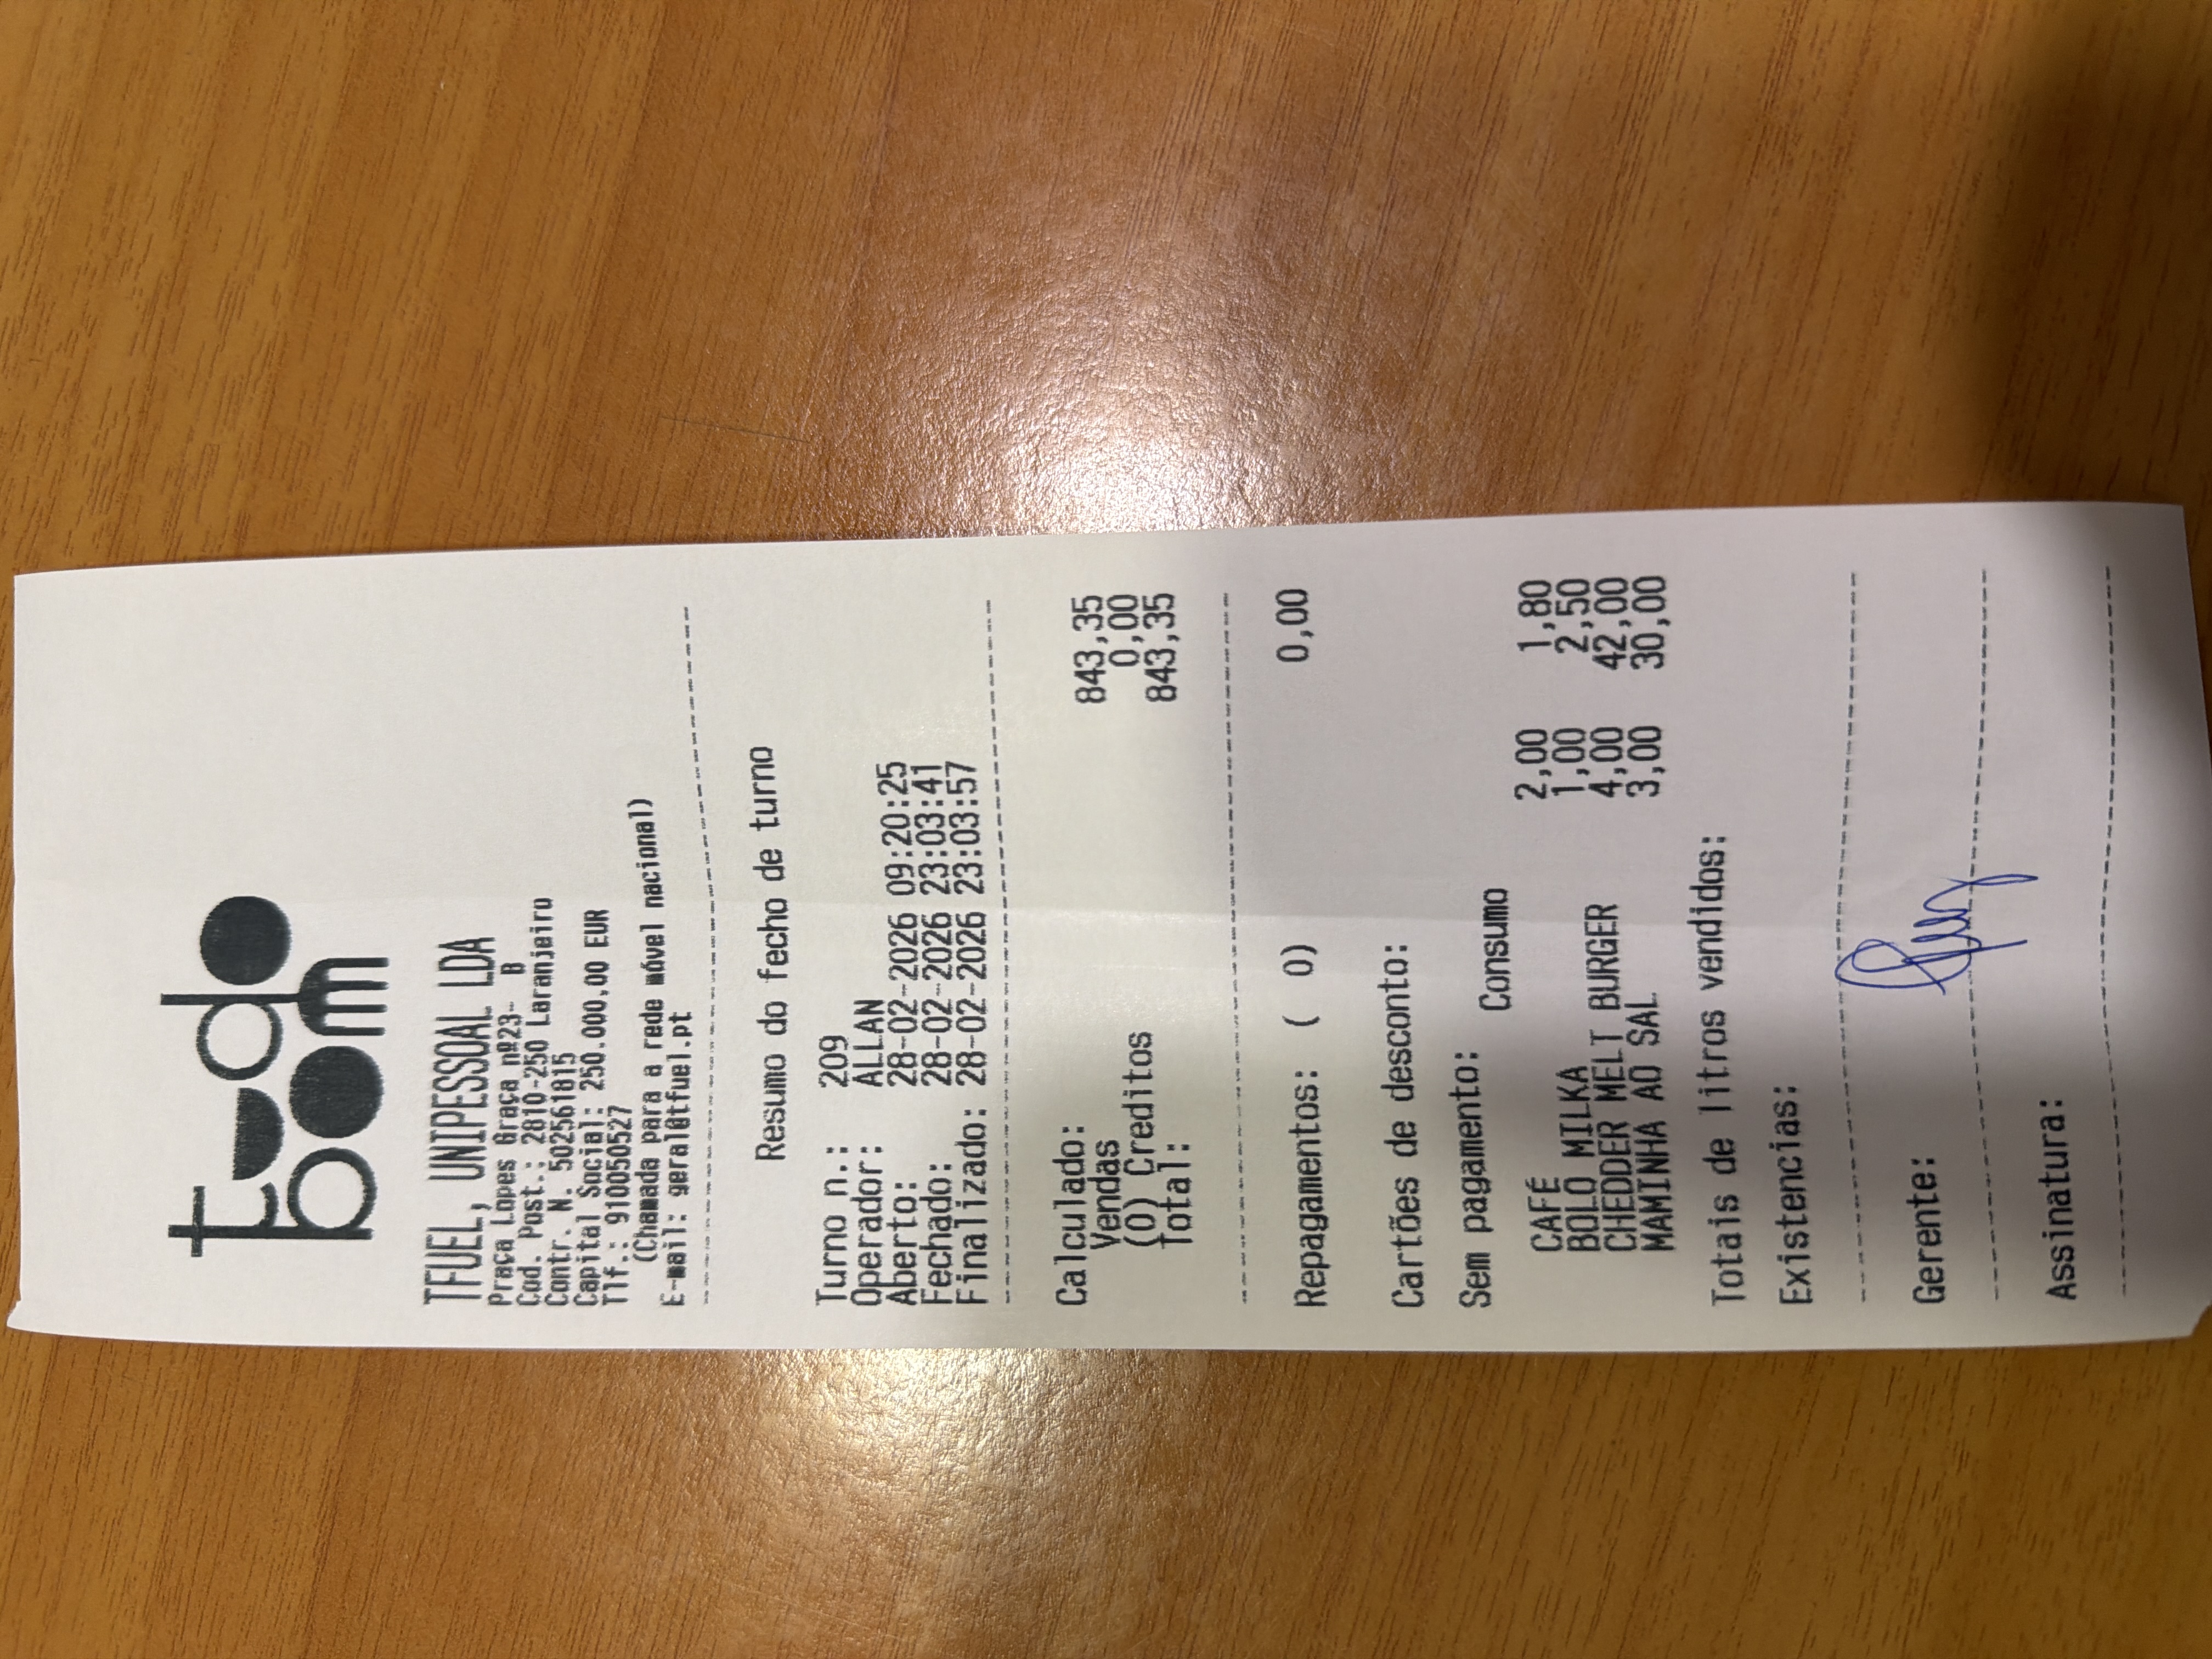 tudo
bom
TFUEL, UNIPESSOAL LDA
Praça Lopes Graça nº23- B
Cod. Post.: 2810-250 Laranjeiro
Contr. N. 502561815
Capital Social: 250.000,00 EUR
Tlf.: 910050527
(Chamada para a rede móvel nacional)
E-mail: geral@tfuel.pt
Resumo do fecho de turno
Turno n.: 209
Operador: ALLAN
Aberto: 28-02-2026 09:20:25
Fechado: 28-02-2026 23:03:41
Finalizado: 28-02-2026 23:03:57
Calculado:
Vendas 843,35
(0) Creditos 0,00
Total: 843,35
Repagamentos: ( 0) 0,00
Cartões de desconto:
Sem pagamento: Consumo
CAFÉ 2,00 1,80
BOLO MILKA 1,00 2,50
CHEDDER MELT BURGER 4,00 42,00
MAMINHA AO SAL 3,00 30,00
Totais de litros vendidos:
Existencias:
Gerente:
Assinatura: